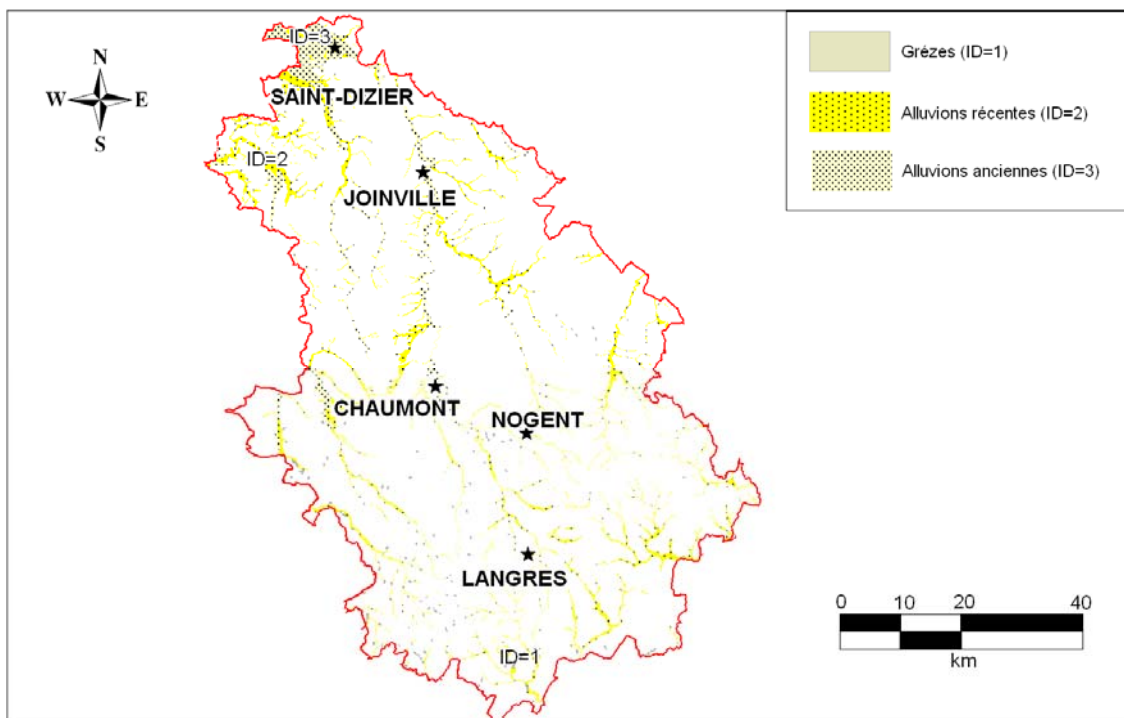 ID=3
N
W E
S
SAINT-DIZIER
ID=2
JOINVILLE
CHAUMONT
NOGENT
LANGRES
ID=1
Grèzes (ID=1)
Alluvions récentes (ID=2)
Alluvions anciennes (ID=3)
0 10 20 40
km